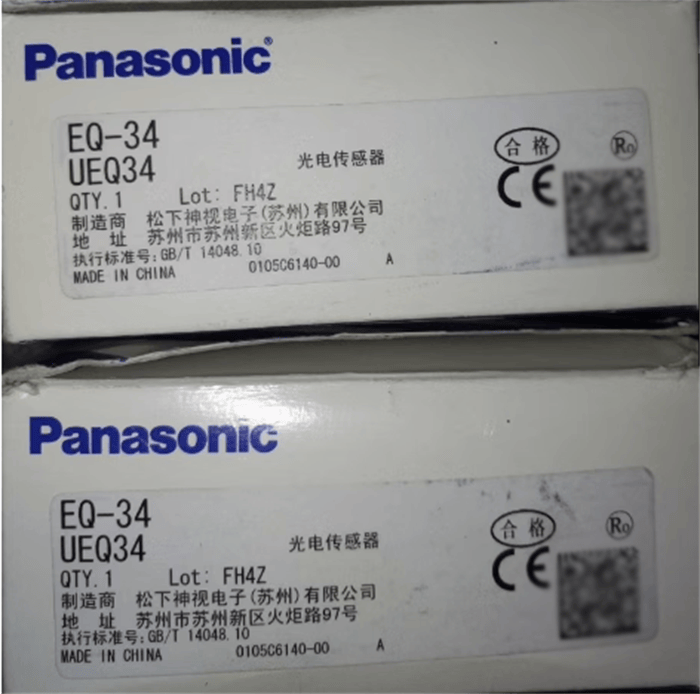 Panasonic®
EQ-34
UEQ34
光电传感器
合格
Ro
CE
QTY.1 Lot: FH4Z
制造商 松下神视电子(苏州)有限公司
地 址 苏州市苏州新区火炬路97号
执行标准号:GB/T 14048.10
MADE IN CHINA 0105C6140-00 A
Panasonic
EQ-34
UEQ34
光电传感器
合格
Ro
CE
QTY.1 Lot: FH4Z
制造商 松下神视电子(苏州)有限公司
地 址 苏州市苏州新区火炬路97号
执行标准号:GB/T 14048.10
MADE IN CHINA 0105C6140-00 A